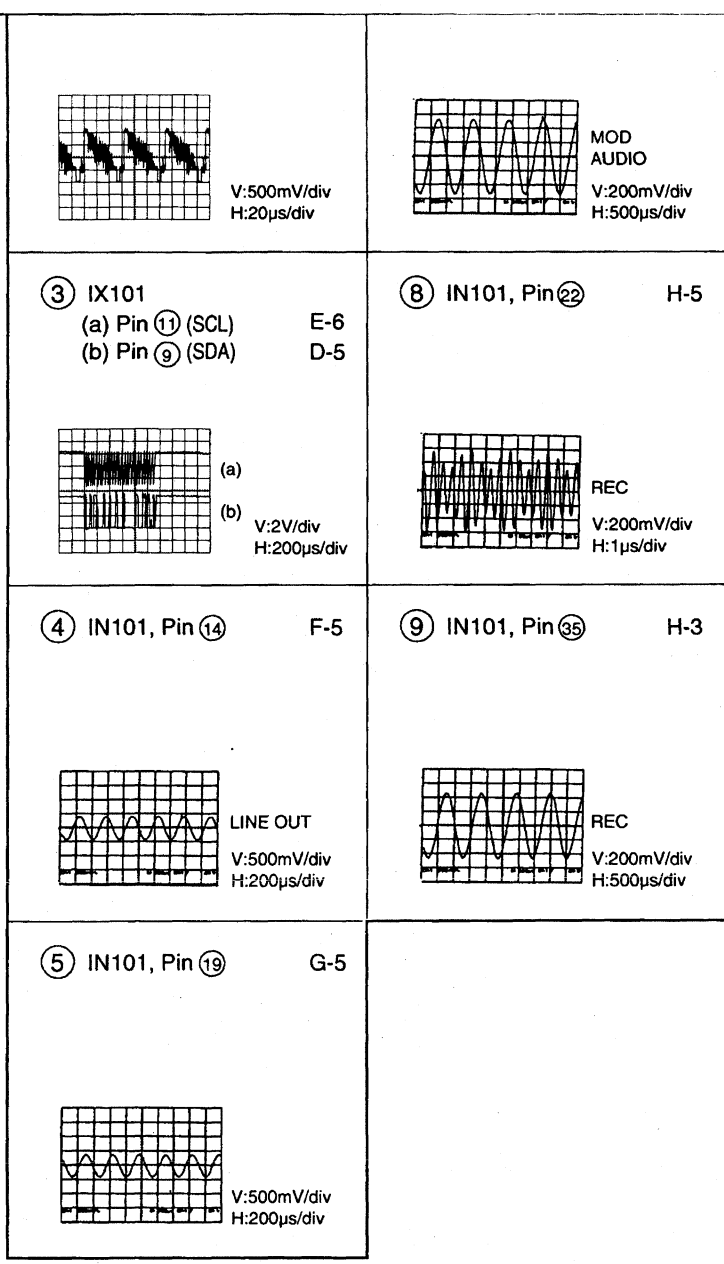 V:500mV/div
H:20µs/div
MOD
AUDIO
V:200mV/div
H:500µs/div
③ IX101
(a) Pin ⑪ (SCL) E-6
(b) Pin ⑨ (SDA) D-5
(a)
(b)
V:2V/div
H:200µs/div
⑧ IN101, Pin ㉒ H-5
REC
V:200mV/div
H:1µs/div
④ IN101, Pin ⑭ F-5
LINE OUT
V:500mV/div
H:200µs/div
⑨ IN101, Pin ㉟ H-3
REC
V:200mV/div
H:500µs/div
⑤ IN101, Pin ⑲ G-5
V:500mV/div
H:200µs/div